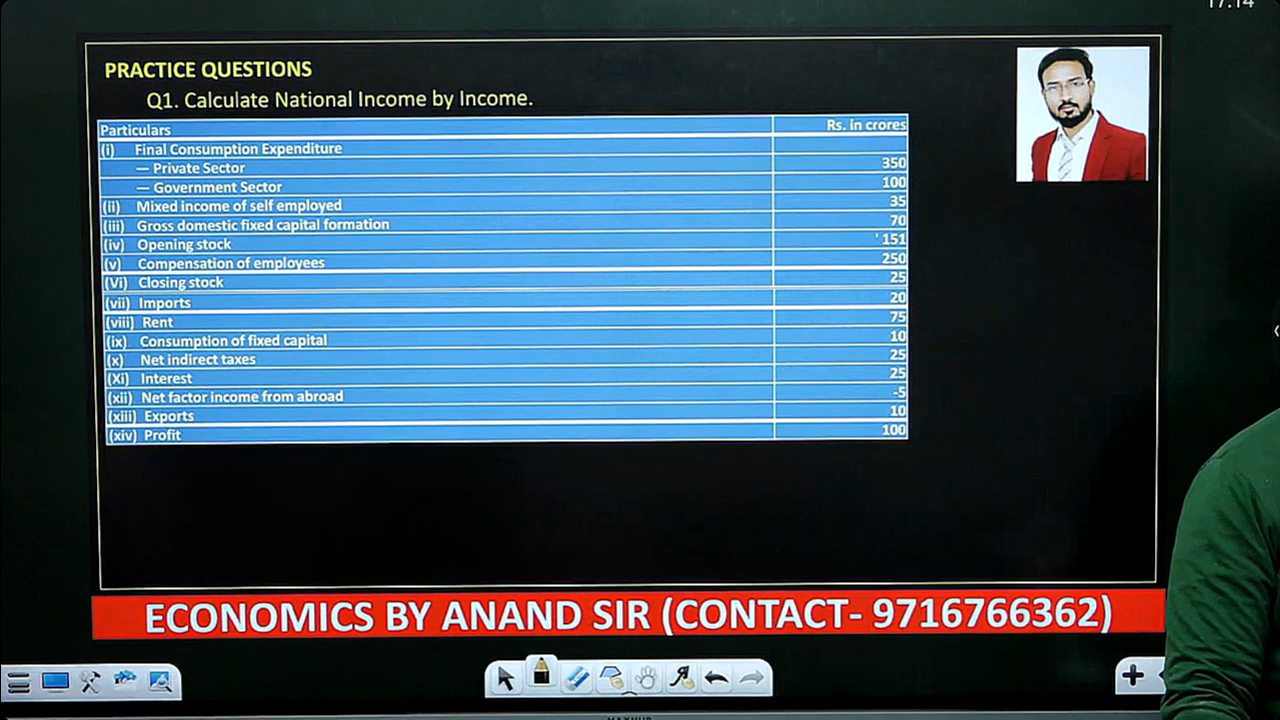 17:14
PRACTICE QUESTIONS
Q1. Calculate National Income by Income.
Particulars Rs. in crores
(i) Final Consumption Expenditure
— Private Sector 350
— Government Sector 100
(ii) Mixed income of self employed 35
(iii) Gross domestic fixed capital formation 70
(iv) Opening stock ' 151
(v) Compensation of employees 250
(Vi) Closing stock 25
(vii) Imports 20
(viii) Rent 75
(ix) Consumption of fixed capital 10
(x) Net indirect taxes 25
(Xi) Interest 25
(xii) Net factor income from abroad -5
(xiii) Exports 10
(xiv) Profit 100
ECONOMICS BY ANAND SIR (CONTACT- 9716766362)